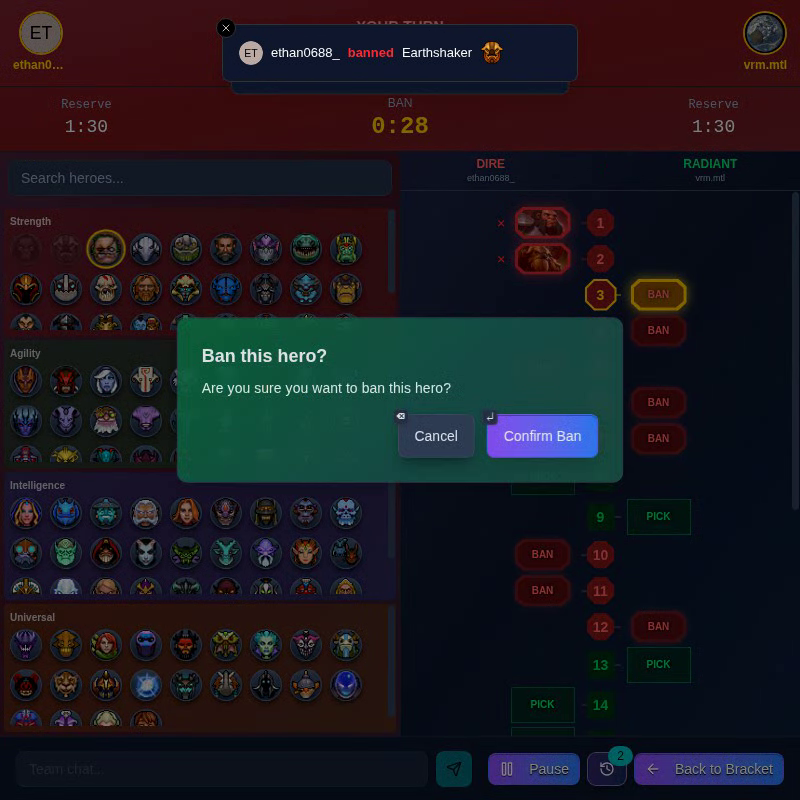 YOUR TURN
ET
ethan0...
vrm.mtl
ET ethan0688_ banned Earthshaker
Reserve
1:30
BAN
0:28
Reserve
1:30
Search heroes...
DIRE
ethan0688_
RADIANT
vrm.mtl
Strength
Agility
Intelligence
Universal
1
2
3 BAN
BAN
BAN
BAN
9 PICK
BAN 10
BAN 11
12 BAN
13 PICK
PICK 14
Ban this hero?
Are you sure you want to ban this hero?
Cancel
Confirm Ban
Team chat...
Pause
2
Back to Bracket